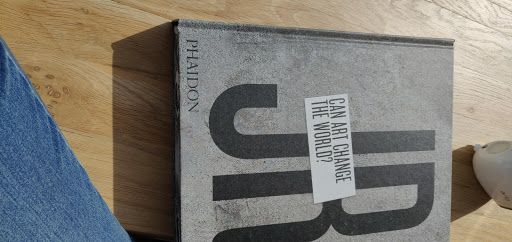 PHAIDON
JR
CAN ART CHANGE
THE WORLD?